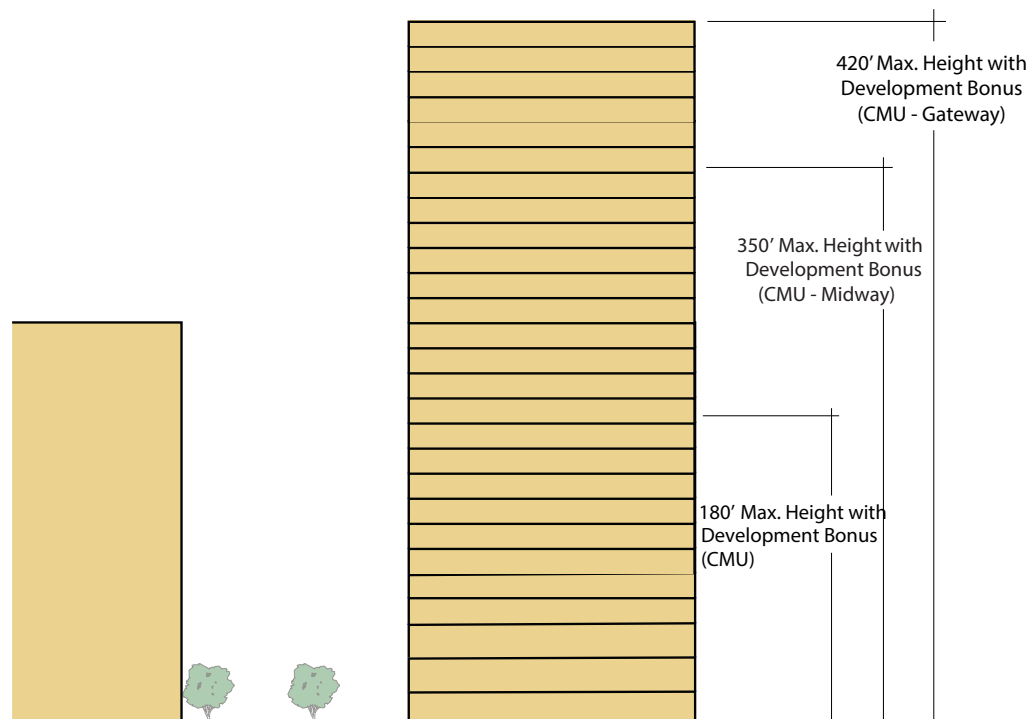 420’ Max. Height with
Development Bonus
(CMU - Gateway)
350’ Max. Height with
Development Bonus
(CMU - Midway)
180’ Max. Height with
Development Bonus
(CMU)